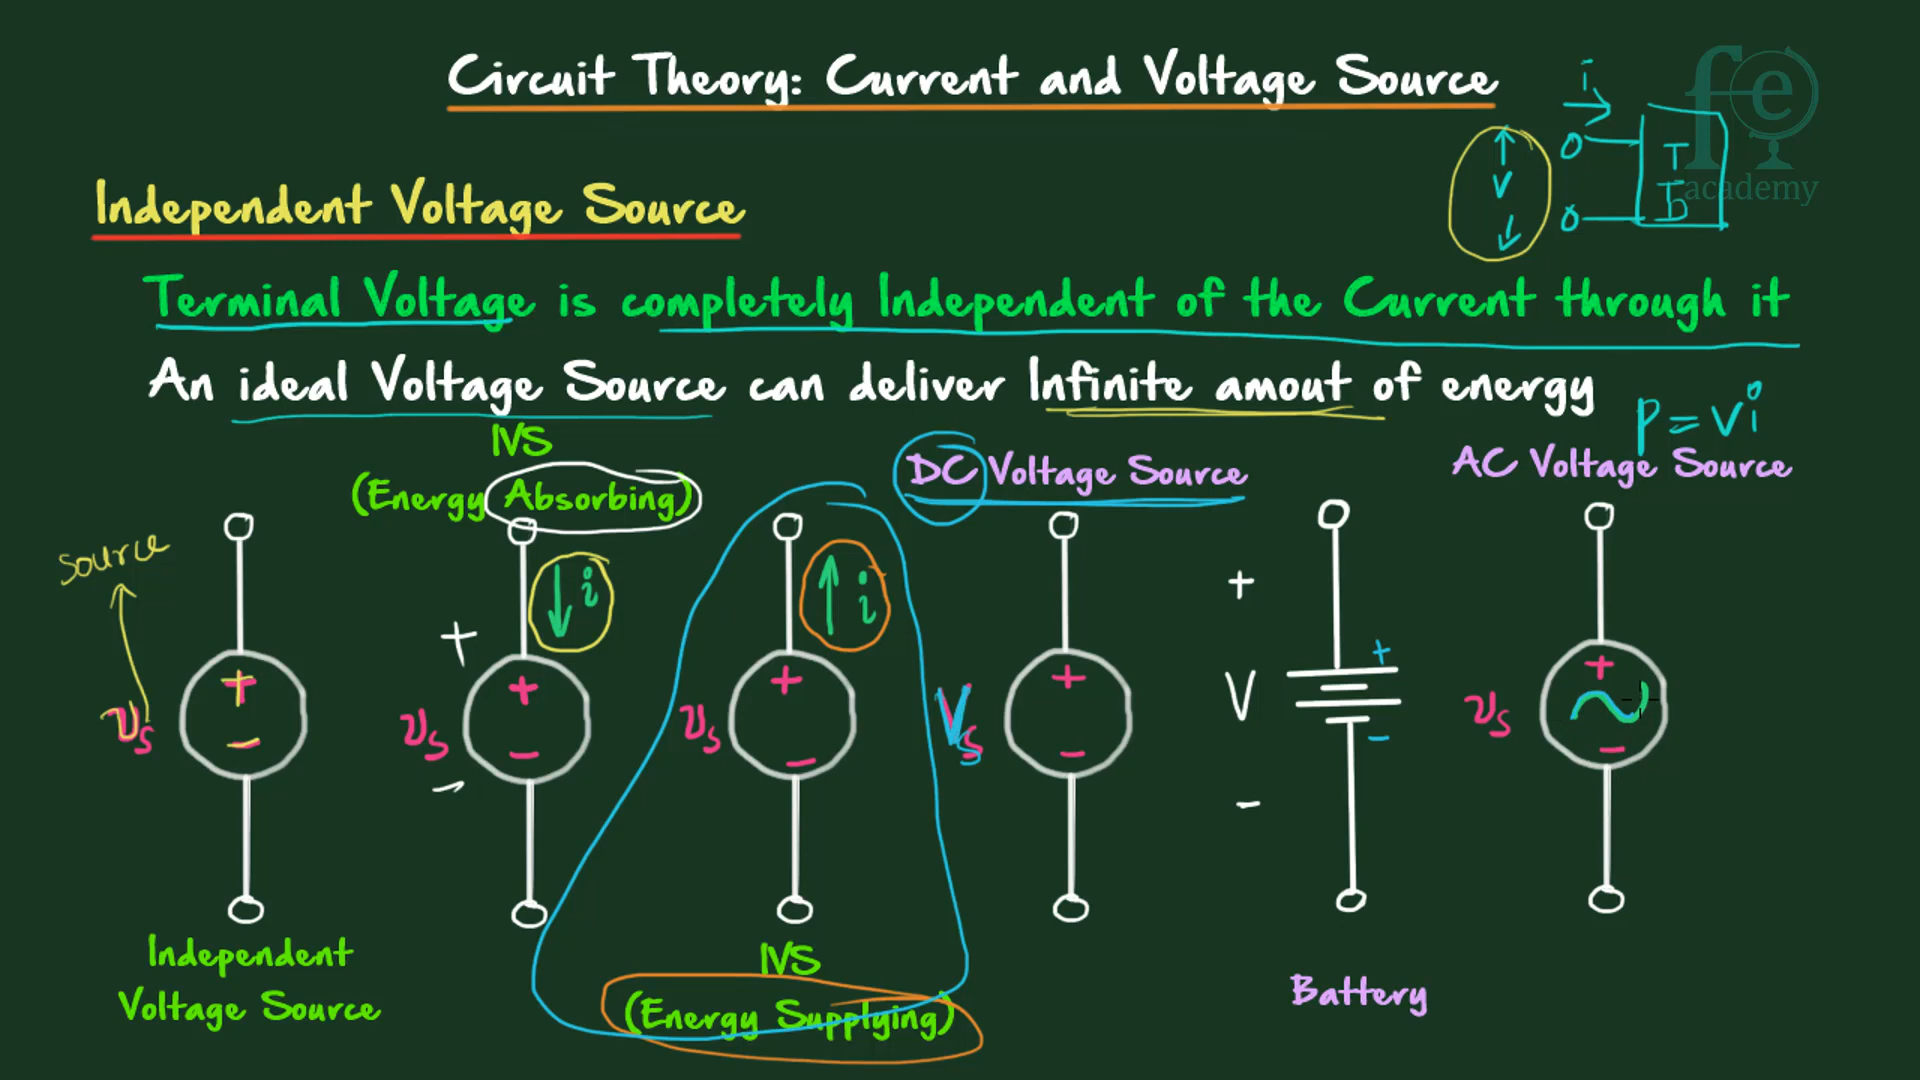 Circuit Theory: Current and Voltage Source
fe
academy
i
v
T
D
Independent Voltage Source
Terminal Voltage is completely Independent of the Current through it
An ideal Voltage Source can deliver Infinite amout of energy
p = vi
IVS
(Energy Absorbing)
DC Voltage Source
AC Voltage Source
source
i
i
+
+
+
+
+
+
+
+
vs
vs
vs
Vs
V
vs
-
-
-
-
-
-
-
-
Independent
Voltage Source
IVS
(Energy Supplying)
Battery